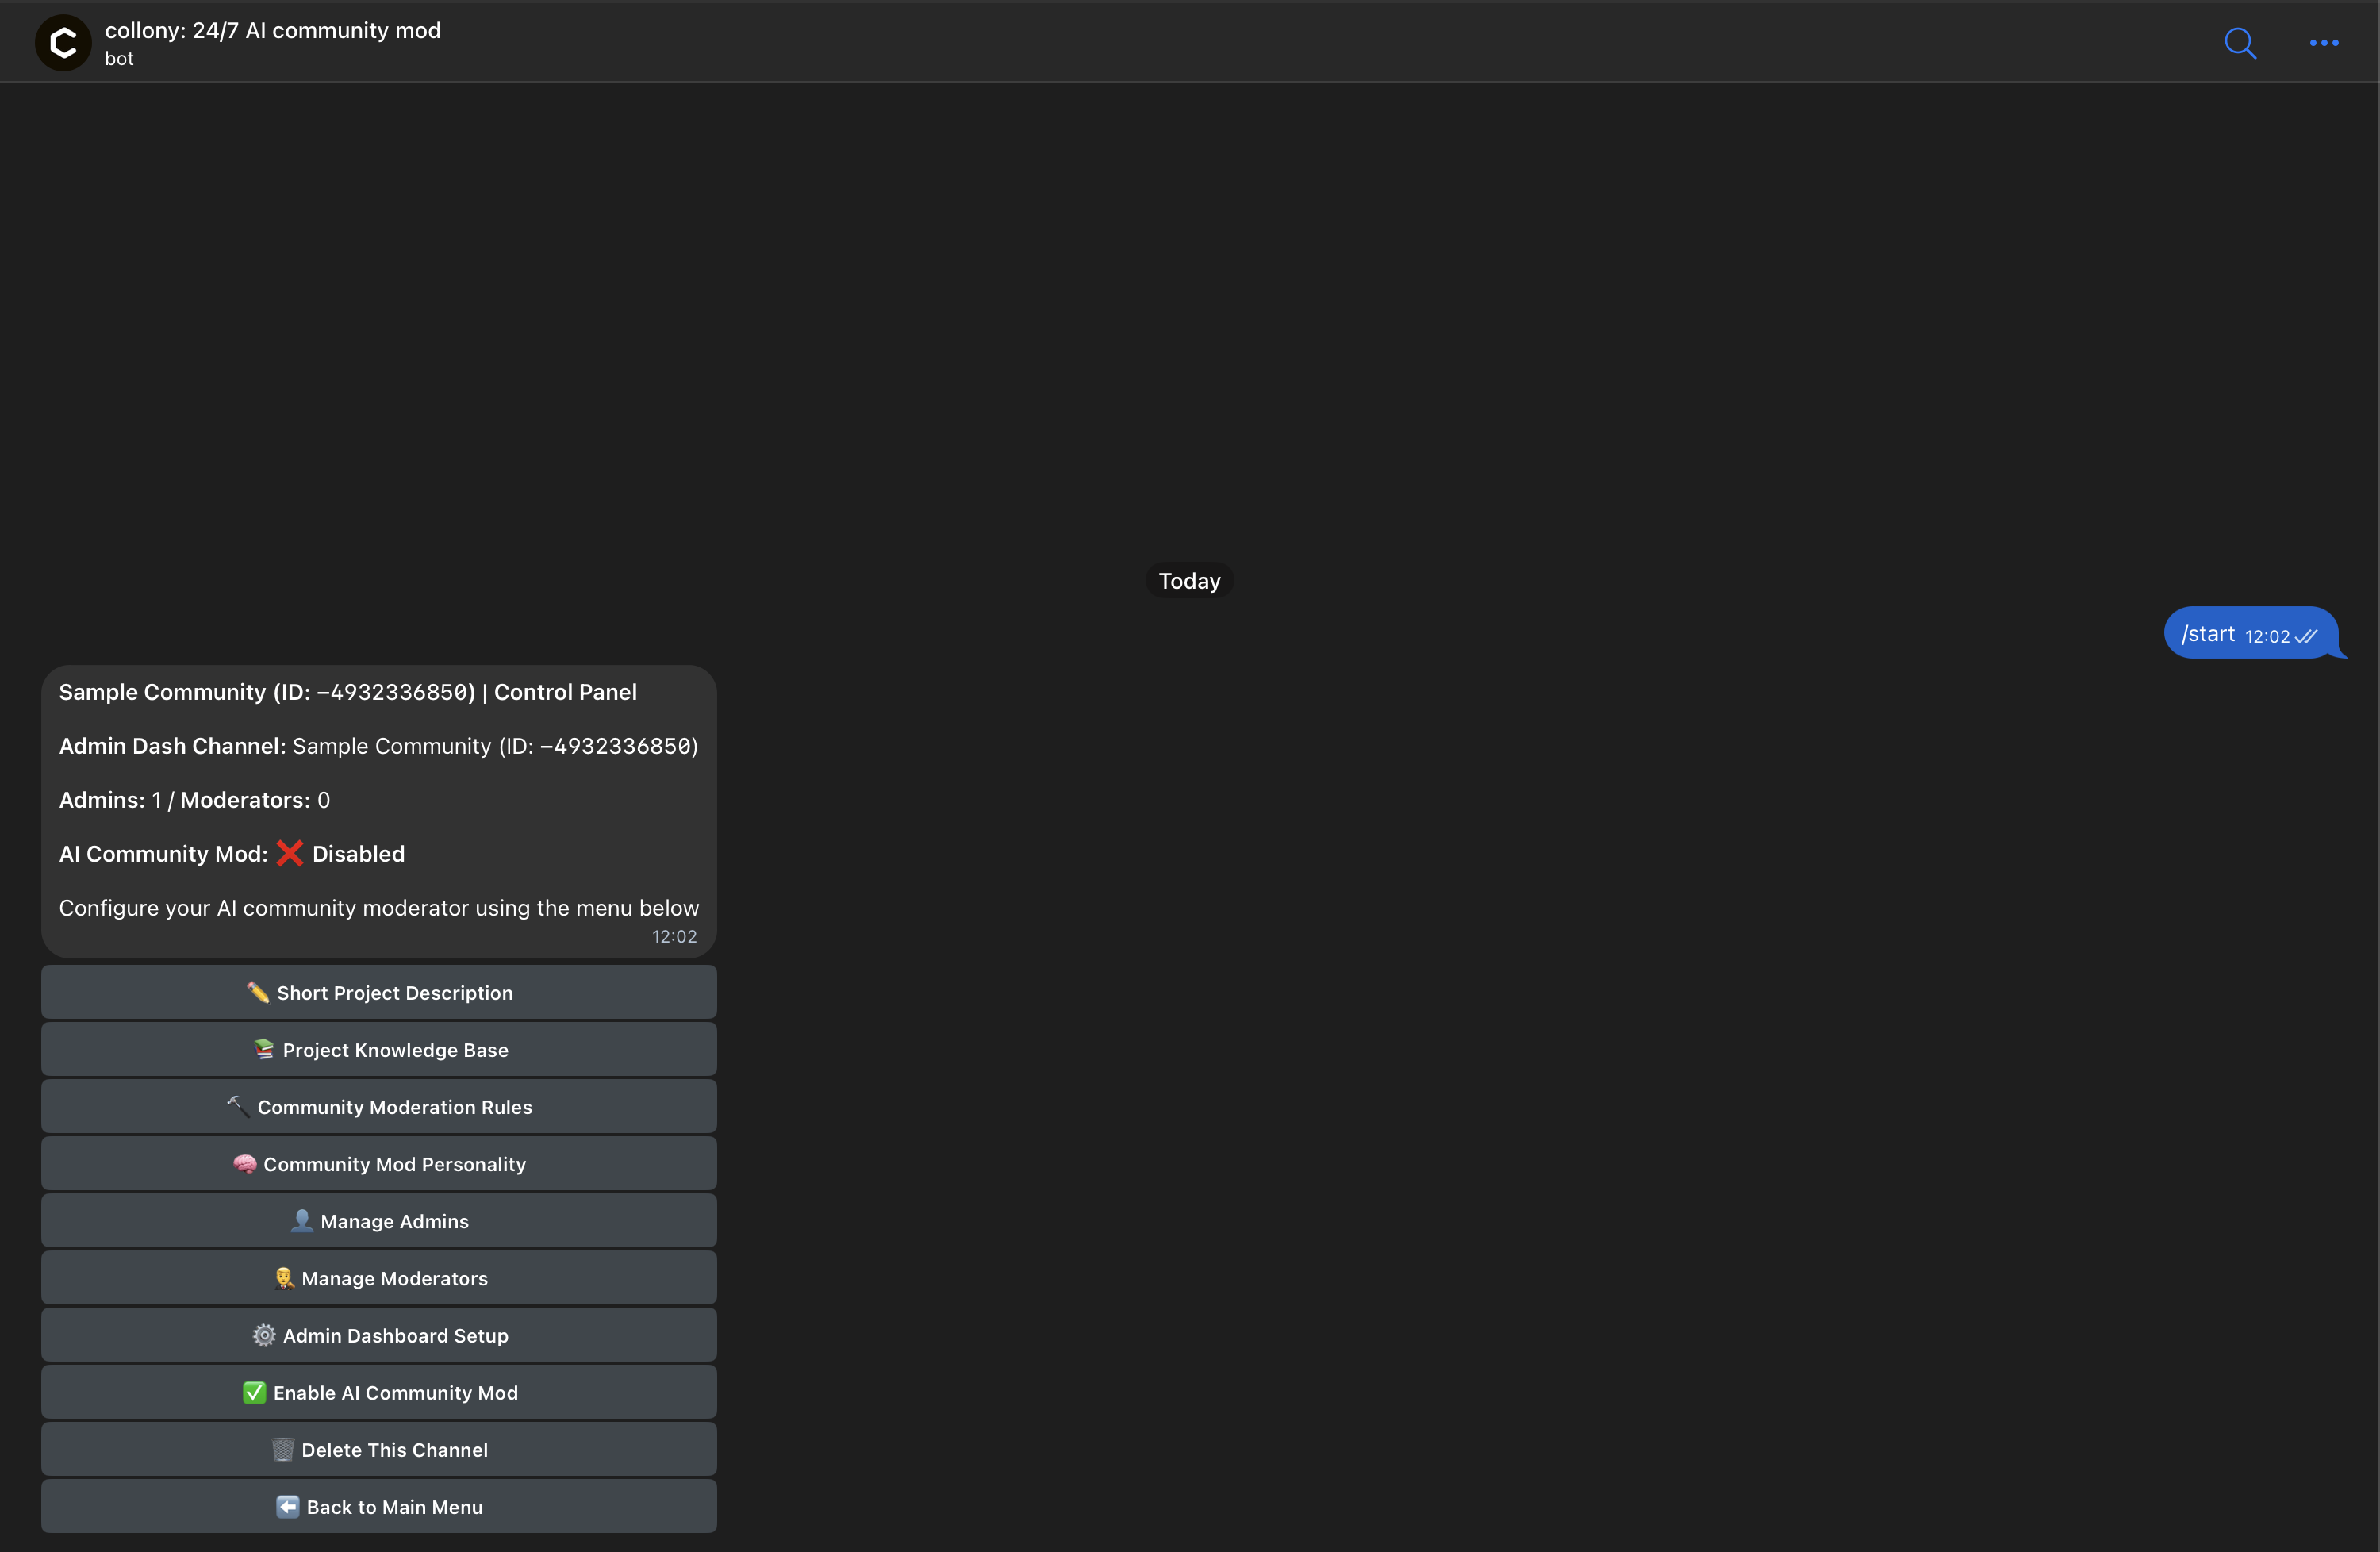 collony: 24/7 AI community mod
bot
Today
/start 12:02
Sample Community (ID: −4932336850) | Control Panel
Admin Dash Channel: Sample Community (ID: −4932336850)
Admins: 1 / Moderators: 0
AI Community Mod: ❌ Disabled
Configure your AI community moderator using the menu below
12:02
✏️ Short Project Description
📚 Project Knowledge Base
🔨 Community Moderation Rules
🧠 Community Mod Personality
👤 Manage Admins
🕵️ Manage Moderators
⚙️ Admin Dashboard Setup
✅ Enable AI Community Mod
🗑️ Delete This Channel
⬅️ Back to Main Menu